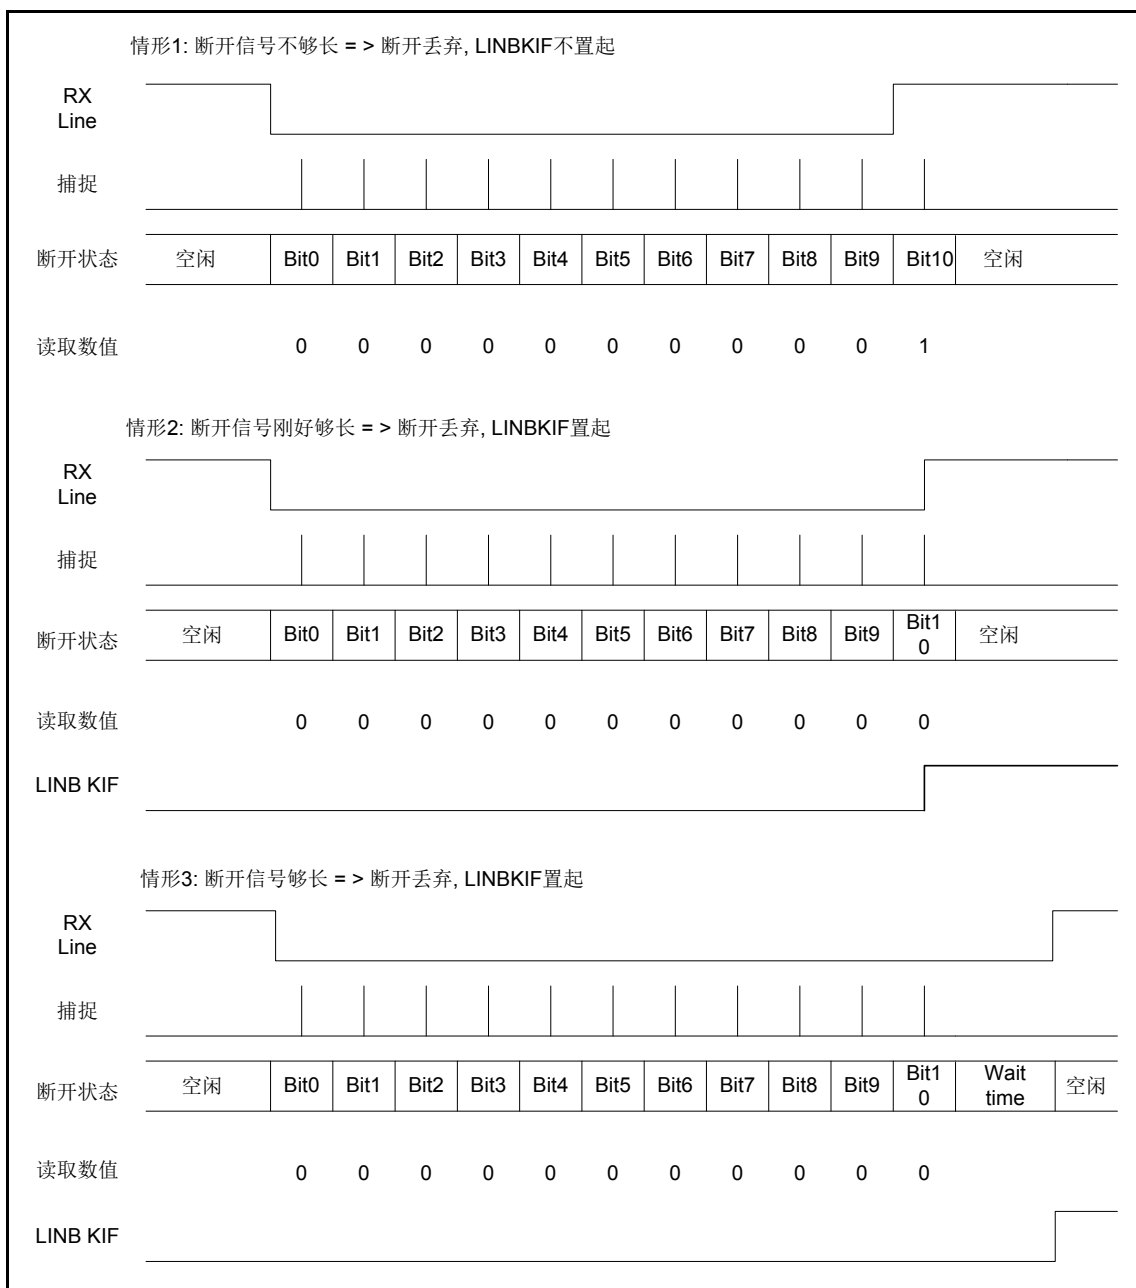 情形1: 断开信号不够长 = > 断开丢弃, LINBKIF不置起
RX
Line
捕捉
断开状态 空闲 Bit0 Bit1 Bit2 Bit3 Bit4 Bit5 Bit6 Bit7 Bit8 Bit9 Bit10 空闲
读取数值 0 0 0 0 0 0 0 0 0 0 1
情形2: 断开信号刚好够长 = > 断开丢弃, LINBKIF置起
RX
Line
捕捉
断开状态 空闲 Bit0 Bit1 Bit2 Bit3 Bit4 Bit5 Bit6 Bit7 Bit8 Bit9 Bit1
0 空闲
读取数值 0 0 0 0 0 0 0 0 0 0 0
LINB KIF
情形3: 断开信号够长 = > 断开丢弃, LINBKIF置起
RX
Line
捕捉
断开状态 空闲 Bit0 Bit1 Bit2 Bit3 Bit4 Bit5 Bit6 Bit7 Bit8 Bit9 Bit1
0 Wait
time 空闲
读取数值 0 0 0 0 0 0 0 0 0 0 0
LINB KIF